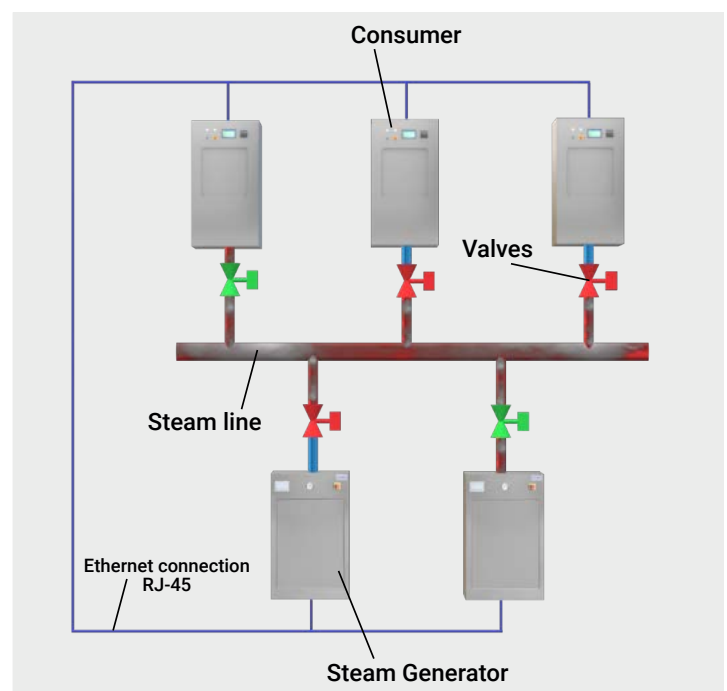 Consumer
Valves
Steam line
Ethernet connection
RJ-45
Steam Generator